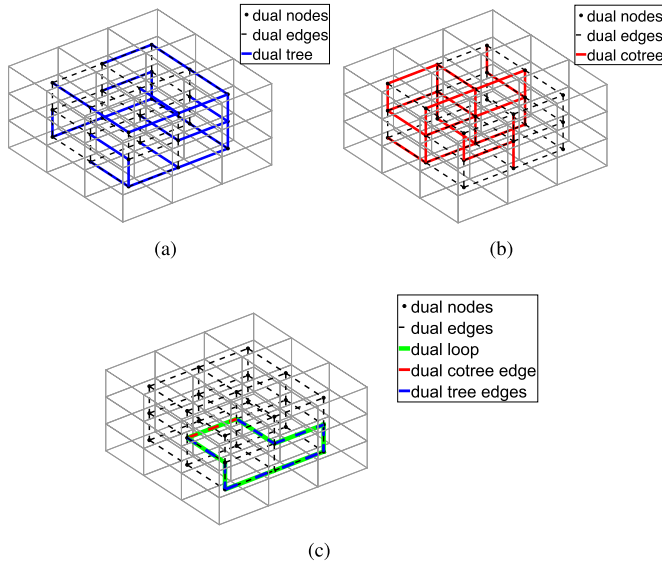 dual nodes
dual edges
dual tree
dual nodes
dual edges
dual cotree
(a)
(b)
dual nodes
dual edges
dual loop
dual cotree edge
dual tree edges
(c)